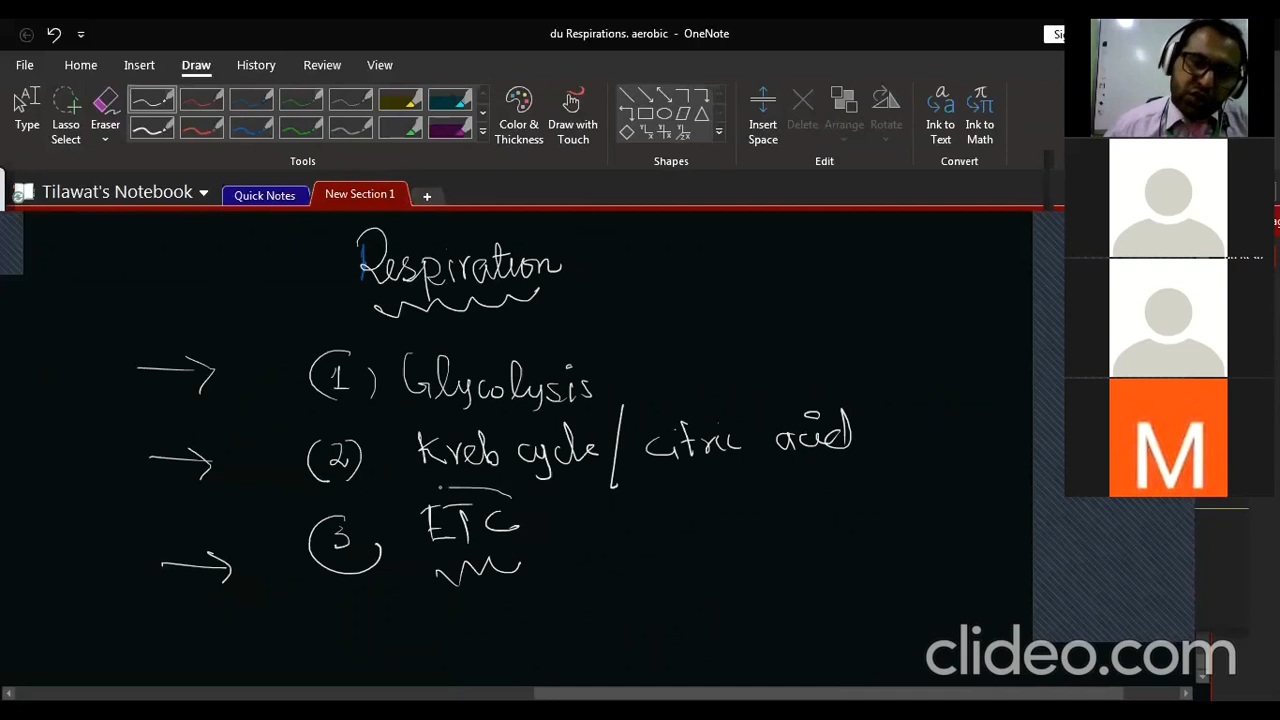 du Respirations. aerobic - OneNote
File Home Insert Draw History Review View
Type
Lasso Select
Eraser
Color & Thickness
Draw with Touch
Insert Space
Delete
Arrange
Rotate
Ink to Text
Ink to Math
Tools
Shapes
Edit
Convert
Tilawat's Notebook
Quick Notes
New Section 1
Respiration
→ (1) Glycolysis
→ (2) Kreb cycle / citric acid
→ 3 ETC
M
clideo.com